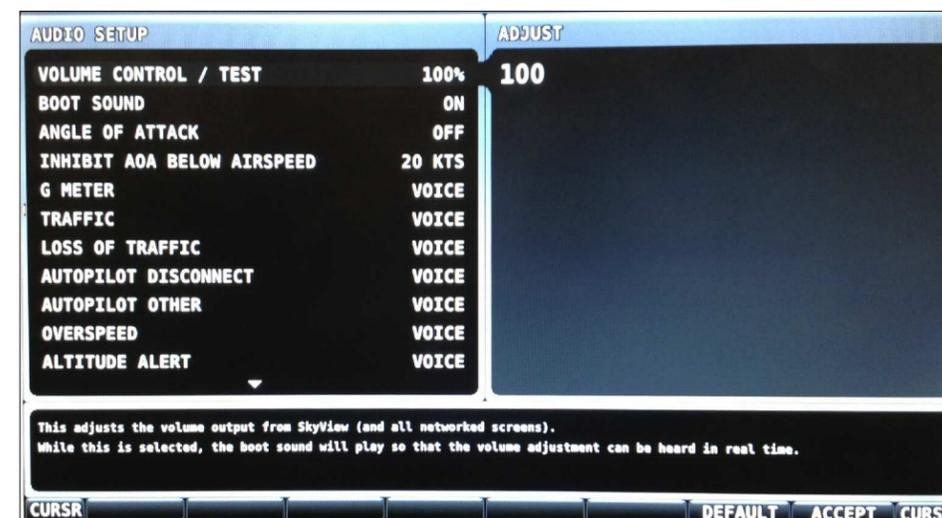 AUDIO SETUP
ADJUST
VOLUME CONTROL / TEST 100%
100
BOOT SOUND ON
ANGLE OF ATTACK OFF
INHIBIT AOA BELOW AIRSPEED 20 KTS
G METER VOICE
TRAFFIC VOICE
LOSS OF TRAFFIC VOICE
AUTOPILOT DISCONNECT VOICE
AUTOPILOT OTHER VOICE
OVERSPEED VOICE
ALTITUDE ALERT VOICE
This adjusts the volume output from SkyView (and all networked screens).
While this is selected, the boot sound will play so that the volume adjustment can be heard in real time.
CURSR DEFAULT ACCEPT CURS